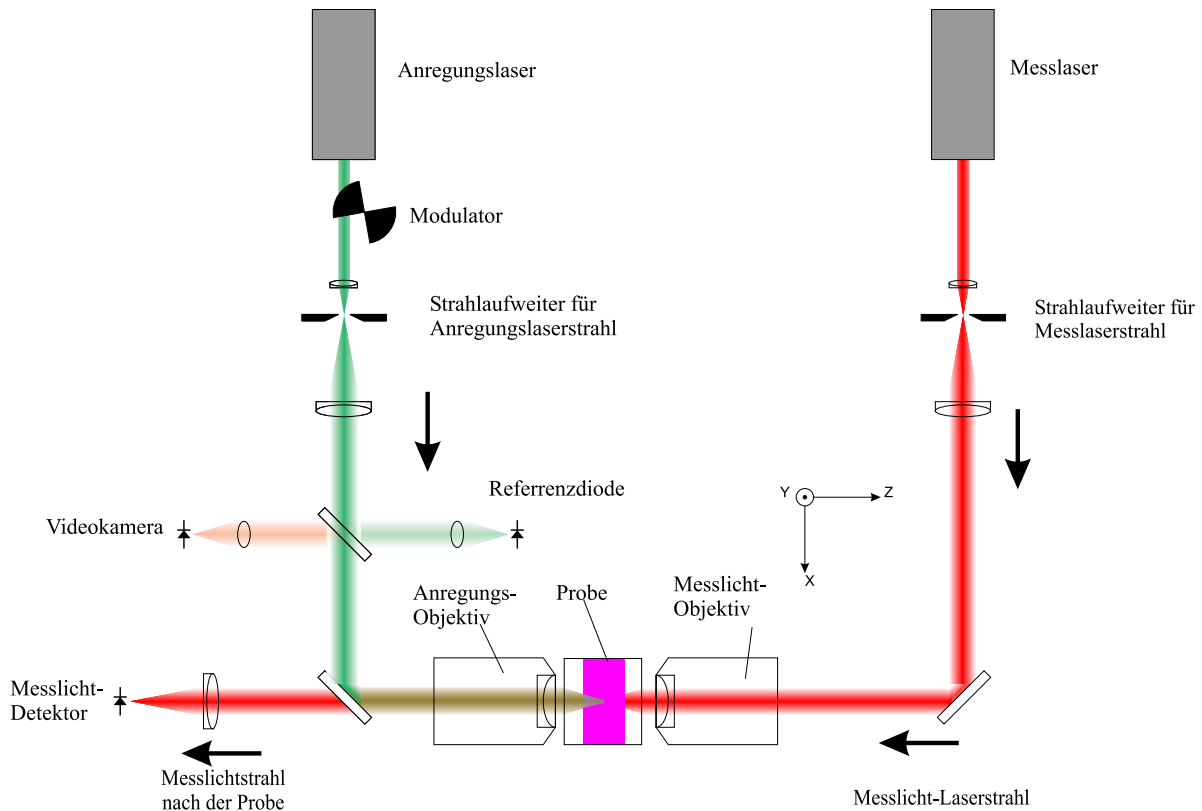 Anregungslaser
Messlaser
Modulator
Strahlaufweiter für
Anregungslaserstrahl
Strahlaufweiter für
Messlaserstrahl
Referrenzdiode
Videokamera
Y
Z
X
Anregungs-
Objektiv
Probe
Messlicht-
Objektiv
Messlicht-
Detektor
Messlichtstrahl
nach der Probe
Messlicht-Laserstrahl